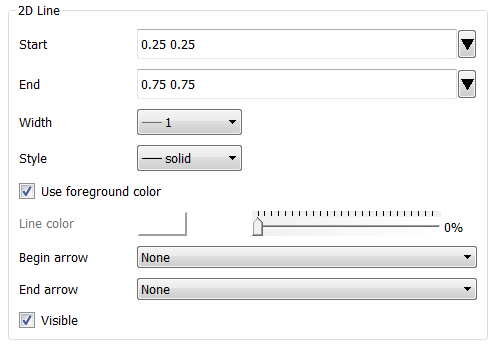 2D Line
Start 0.25 0.25
End 0.75 0.75
Width 1
Style solid
Use foreground color
Line color 0%
Begin arrow None
End arrow None
Visible